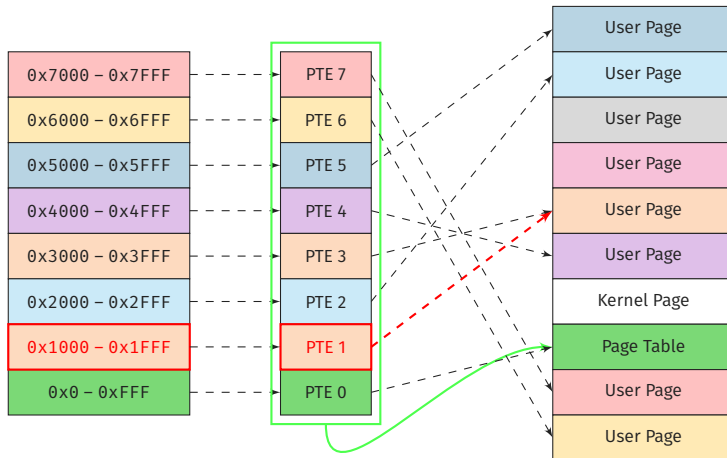 0x7000 – 0x7FFF
0x6000 – 0x6FFF
0x5000 – 0x5FFF
0x4000 – 0x4FFF
0x3000 – 0x3FFF
0x2000 – 0x2FFF
0x1000 – 0x1FFF
0x0 – 0xFFF
PTE 7
PTE 6
PTE 5
PTE 4
PTE 3
PTE 2
PTE 1
PTE 0
User Page
User Page
User Page
User Page
User Page
User Page
Kernel Page
Page Table
User Page
User Page